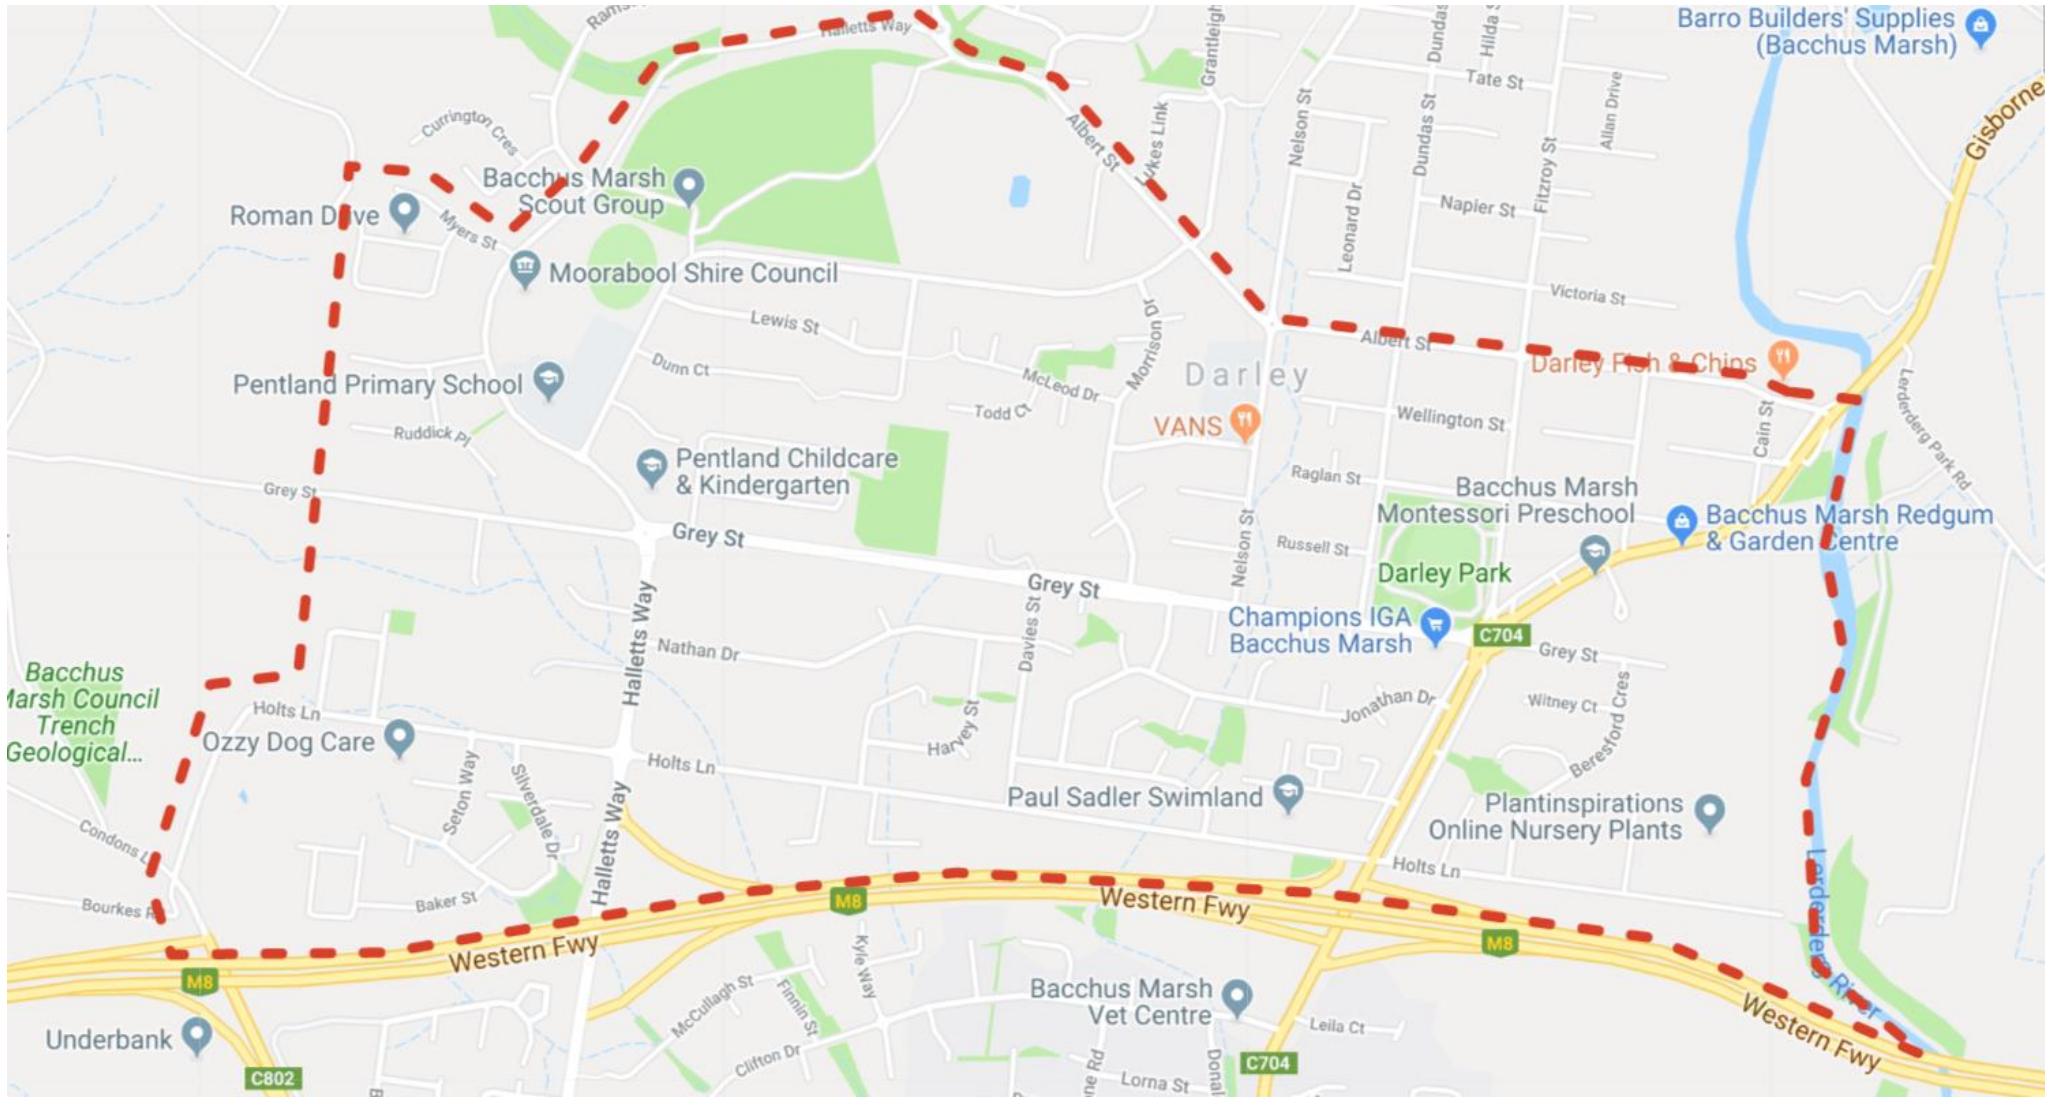 Halletts Way
Grantleigh
Dundas
Hilda S
Barro Builders' Supplies
(Bacchus Marsh)
Tate St
Allan Drive
Gisborne
Currington Cres
Albert St
Lukes Link
Nelson St
Dundas St
Fitzroy St
Bacchus Marsh
Scout Group
Roman Drive
Myers St
Leonard Dr
Napier St
Moorabool Shire Council
Victoria St
Lewis St
Morrison Dr
Albert St
Dunn Ct
Darley
Darley Fish & Chips
Lerderderg Park Rd
Pentland Primary School
McLeod Dr
Todd Ct
VANS
Wellington St
Cain St
Ruddick Pl
Pentland Childcare
& Kindergarten
Raglan St
Grey St
Bacchus Marsh
Montessori Preschool
Bacchus Marsh Redgum
& Garden Centre
Grey St
Nelson St
Russell St
Darley Park
Grey St
Davies St
Halletts Way
Champions IGA
Bacchus Marsh
C704
Nathan Dr
Grey St
Bacchus
Marsh Council
Trench
Geological...
Holts Ln
Ozzy Dog Care
Harvey St
Jonathan Dr
Witney Ct
Beresford Cres
Holts Ln
Seton Way
Silverdale Dr
Halletts Way
Paul Sadler Swimland
Plantinspirations
Online Nursery Plants
Condons L
Holts Ln
Bourkes R
Baker St
M8
Western Fwy
Lerderderg River
Western Fwy
M8
M8
Kyle Way
McCullagh St
Finnin St
Bacchus Marsh
Vet Centre
Western Fwy
Leila Ct
Underbank
Clifton Dr
C802
ne Rd
Donal
C704
Lorna St
B